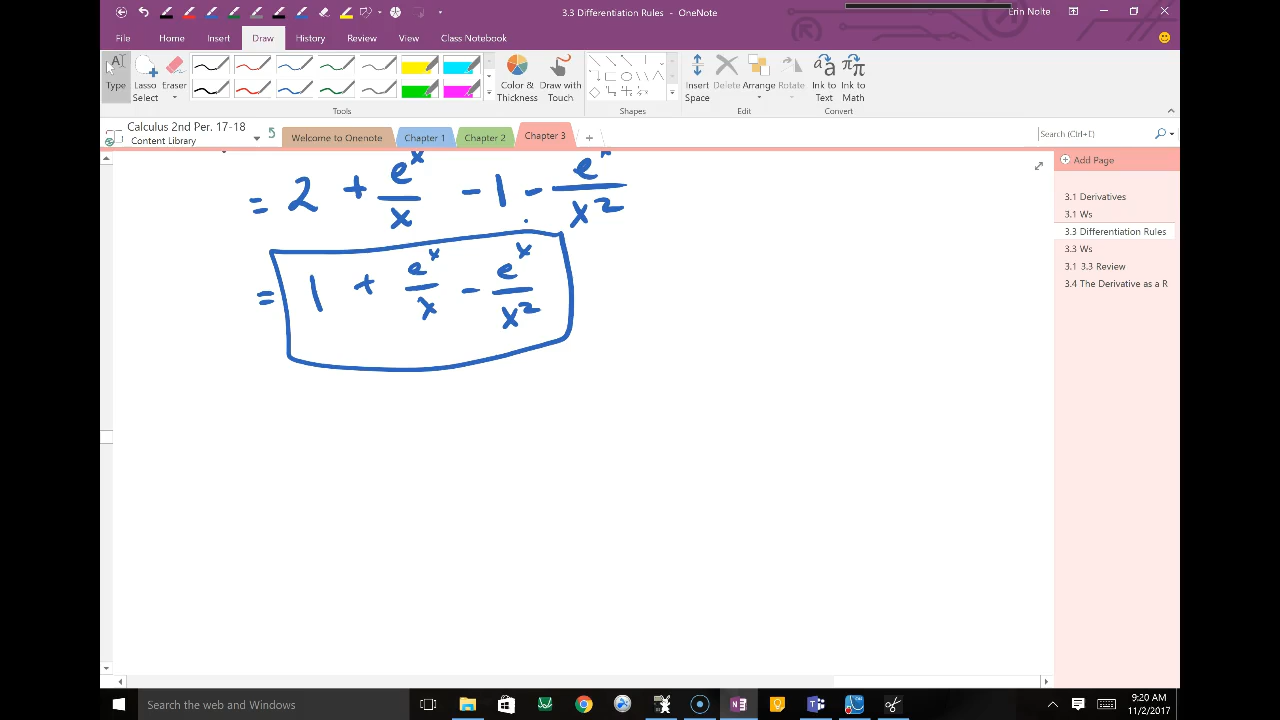 3.3 Differentiation Rules - OneNote
Erin Nolte
File Home Insert Draw History Review View Class Notebook
Type
Lasso Select
Eraser
Color & Thickness
Draw with Touch
Insert Space
Delete
Arrange
Rotate
Ink to Text
Ink to Math
Tools
Shapes
Edit
Convert
Calculus 2nd Per. 17-18
Content Library
Welcome to Onenote
Chapter 1
Chapter 2
Chapter 3
Search (Ctrl+E)
Add Page
3.1 Derivatives
3.1 Ws
3.3 Differentiation Rules
3.3 Ws
3.1 3.3 Review
3.4 The Derivative as a R
= 2 + e^x/x - 1 - e^x/x^2
= 1 + e^x/x - e^x/x^2
Search the web and Windows
9:20 AM
11/2/2017